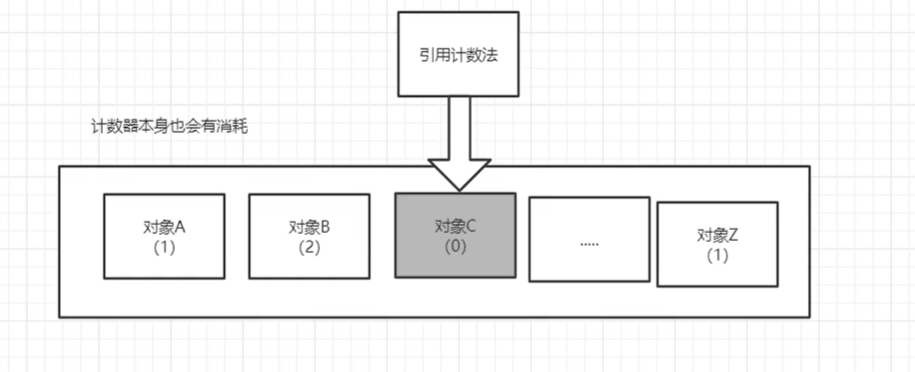 引用计数法
计数器本身也会有消耗
对象A
(1)
对象B
(2)
对象C
(0)
.....
对象Z
(1)